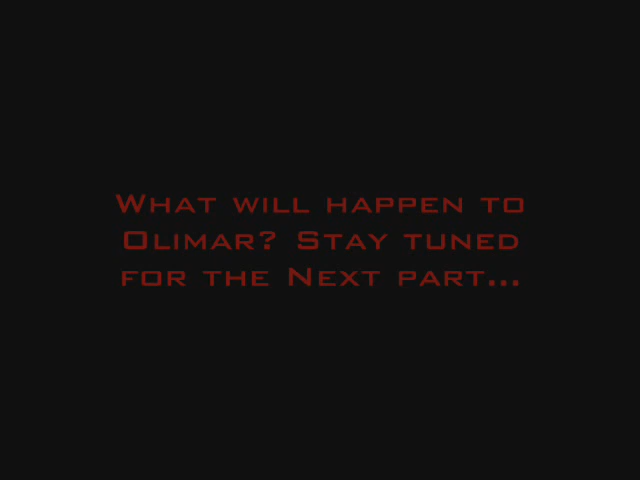 What will happen to
Olimar? Stay tuned
for the Next part...